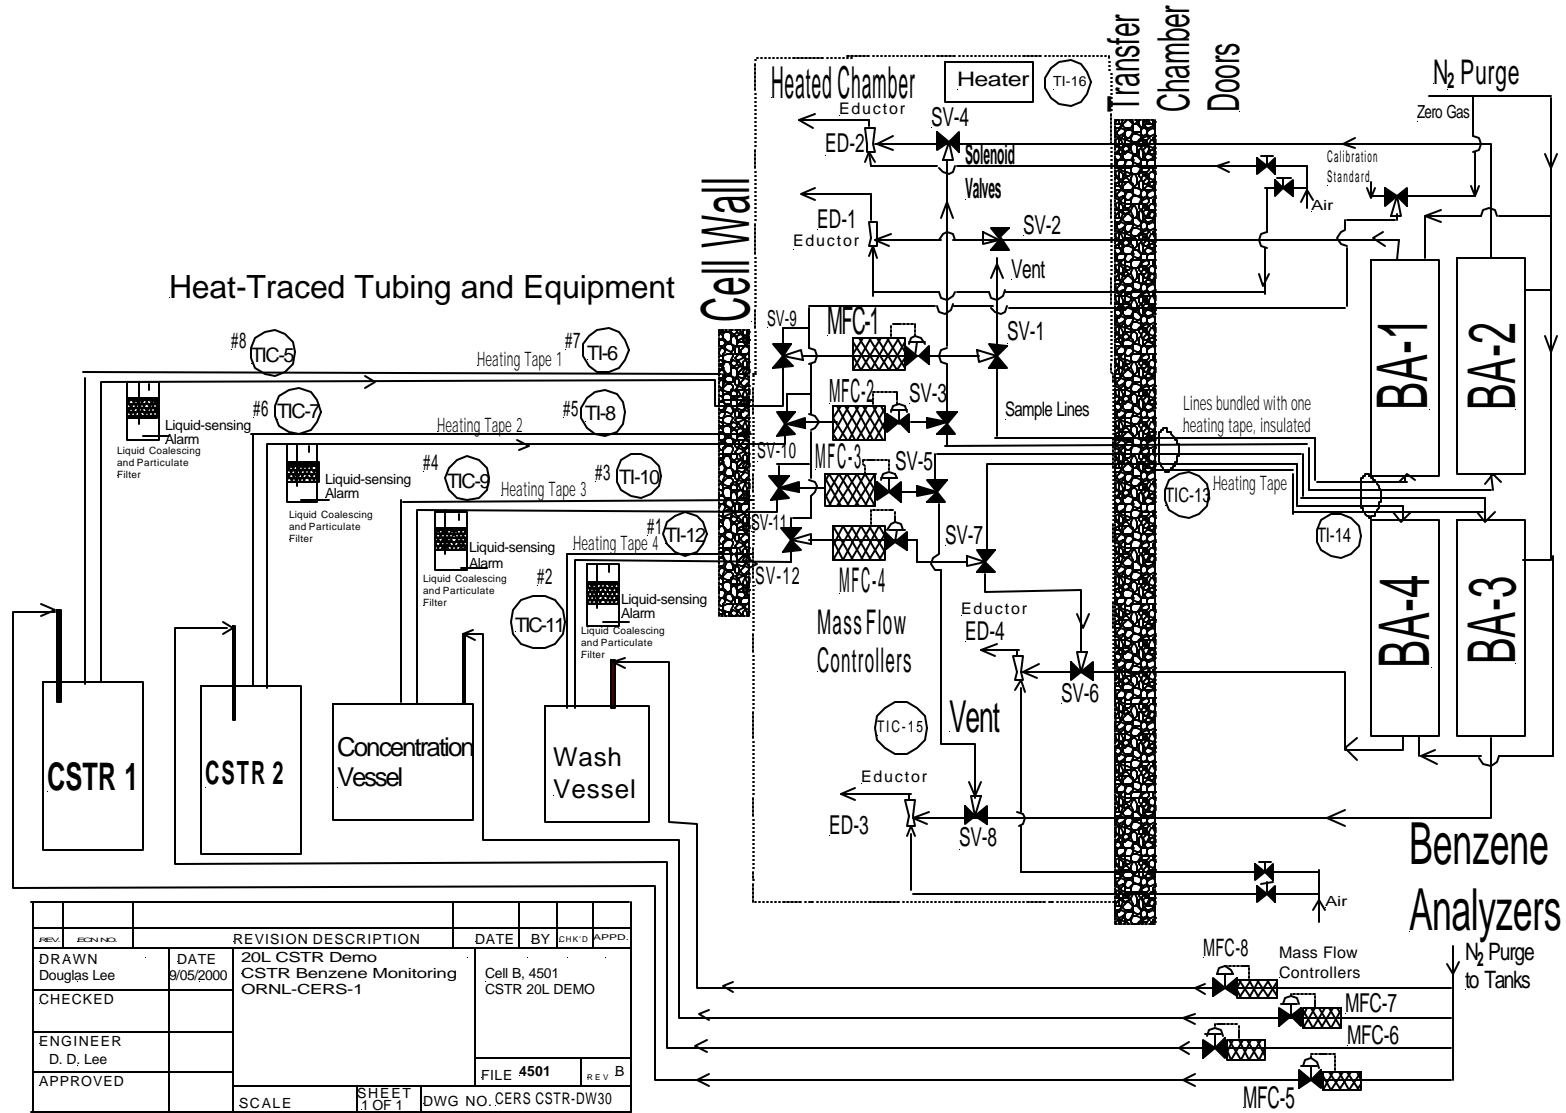 Transfer
Chamber
Doors
Heated Chamber
Heater
TI-16
N₂ Purge
Zero Gas
Eductor
SV-4
ED-2
Solenoid
Valves
Calibration
Standard
Air
Cell Wall
ED-1
Eductor
SV-2
Vent
Heat-Traced Tubing and Equipment
SV-9
MFC-1
SV-1
BA-1
BA-2
#8
TIC-5
Heating Tape 1
#7
TI-6
MFC-2
SV-3
Sample Lines
Lines bundled with one
heating tape, insulated
#6
TIC-7
#5
TI-8
Heating Tape 2
Liquid-sensing
Alarm
Liquid Coalescing
and Particulate
Filter
SV-10
MFC-3
SV-5
#4
TIC-9
#3
TI-10
Heating Tape 3
Liquid-sensing
Alarm
Liquid Coalescing
and Particulate
Filter
TIC-13
Heating Tape
SV-11
#1
TI-12
Heating Tape 4
SV-7
TI-14
Liquid-sensing
Alarm
Liquid Coalescing
and Particulate
Filter
SV-12
MFC-4
#2
TIC-11
Liquid-sensing
Alarm
Liquid Coalescing
and Particulate
Filter
Mass Flow
Controllers
Eductor
ED-4
SV-6
BA-4
BA-3
TIC-15
Vent
CSTR 1
CSTR 2
Concentration
Vessel
Wash
Vessel
Eductor
ED-3
SV-8
Benzene
Analyzers
Air
N₂ Purge
to Tanks
MFC-8
Mass Flow
Controllers
MFC-7
MFC-6
MFC-5
REV. ECN NO. REVISION DESCRIPTION DATE BY CHK'D APPD.
DRAWN
Douglas Lee
DATE
9/05/2000
20L CSTR Demo
CSTR Benzene Monitoring
ORNL-CERS-1
Cell B, 4501
CSTR 20L DEMO
CHECKED
ENGINEER
D. D. Lee
APPROVED
FILE 4501 REV B
SCALE
SHEET
1 OF 1
DWG NO. CERS CSTR-DW30